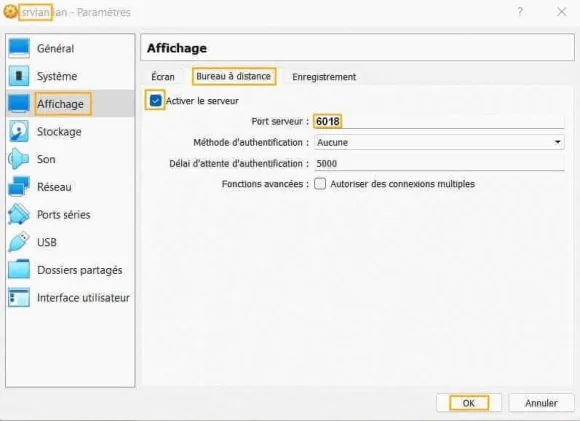 srvlanlan - Paramètres
?
Général
Système
Affichage
Stockage
Son
Réseau
Ports séries
USB
Dossiers partagés
Interface utilisateur
Affichage
Écran Bureau à distance Enregistrement
Activer le serveur
Port serveur : 6018
Méthode d'authentification : Aucune
Délai d'attente d'authentification : 5000
Fonctions avancées : Autoriser des connexions multiples
OK Annuler